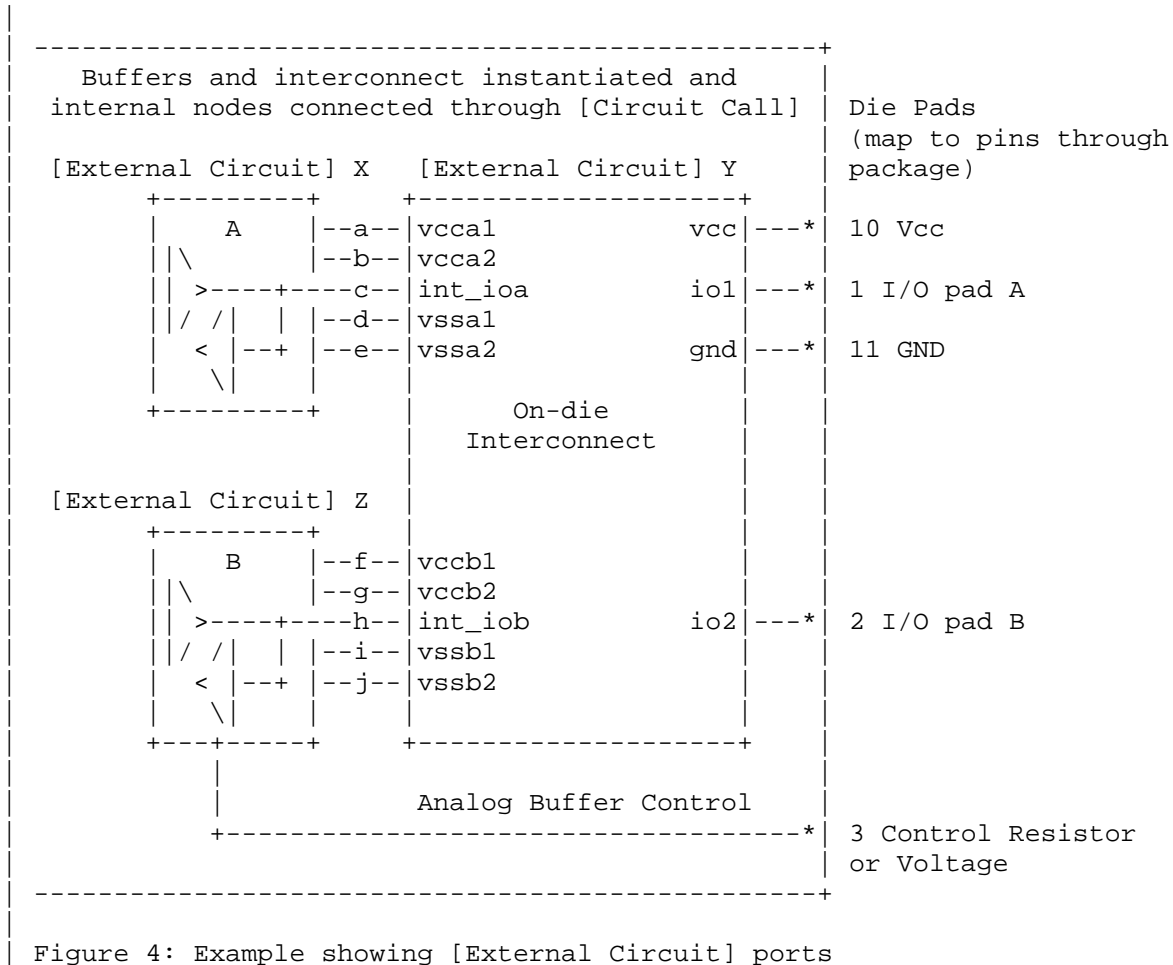 |
| -------------------------------------------------+
|    Buffers and interconnect instantiated and     |
|  internal nodes connected through [Circuit Call] | Die Pads
|                                                  | (map to pins through
|  [External Circuit] X   [External Circuit] Y     | package)
|        +---------+     +--------------------+    |
|        |    A    |--a--|vcca1            vcc|---*| 10 Vcc
|        ||\       |--b--|vcca2               |    |
|        || >----+----c--|int_ioa          io1|---*| 1 I/O pad A
|        ||/ /|  | |--d--|vssa1               |    |
|        |  < |--+ |--e--|vssa2            gnd|---*| 11 GND
|        |   \|    |     |                    |    |
|        +---------+     |      On-die        |    |
|                        |   Interconnect     |    |
|                        |                    |    |
|  [External Circuit] Z  |                    |    |
|        +---------+     |                    |    |
|        |    B    |--f--|vccb1               |    |
|        ||\       |--g--|vccb2               |    |
|        || >----+----h--|int_iob          io2|---*| 2 I/O pad B
|        ||/ /|  | |--i--|vssb1               |    |
|        |  < |--+ |--j--|vssb2               |    |
|        |   \|    |     |                    |    |
|        +---+-----+     +--------------------+    |
|            |                                     |
|            |            Analog Buffer Control    |
|            +------------------------------------*| 3 Control Resistor
|                                                  | or Voltage
| -------------------------------------------------+
|
| Figure 4: Example showing [External Circuit] ports